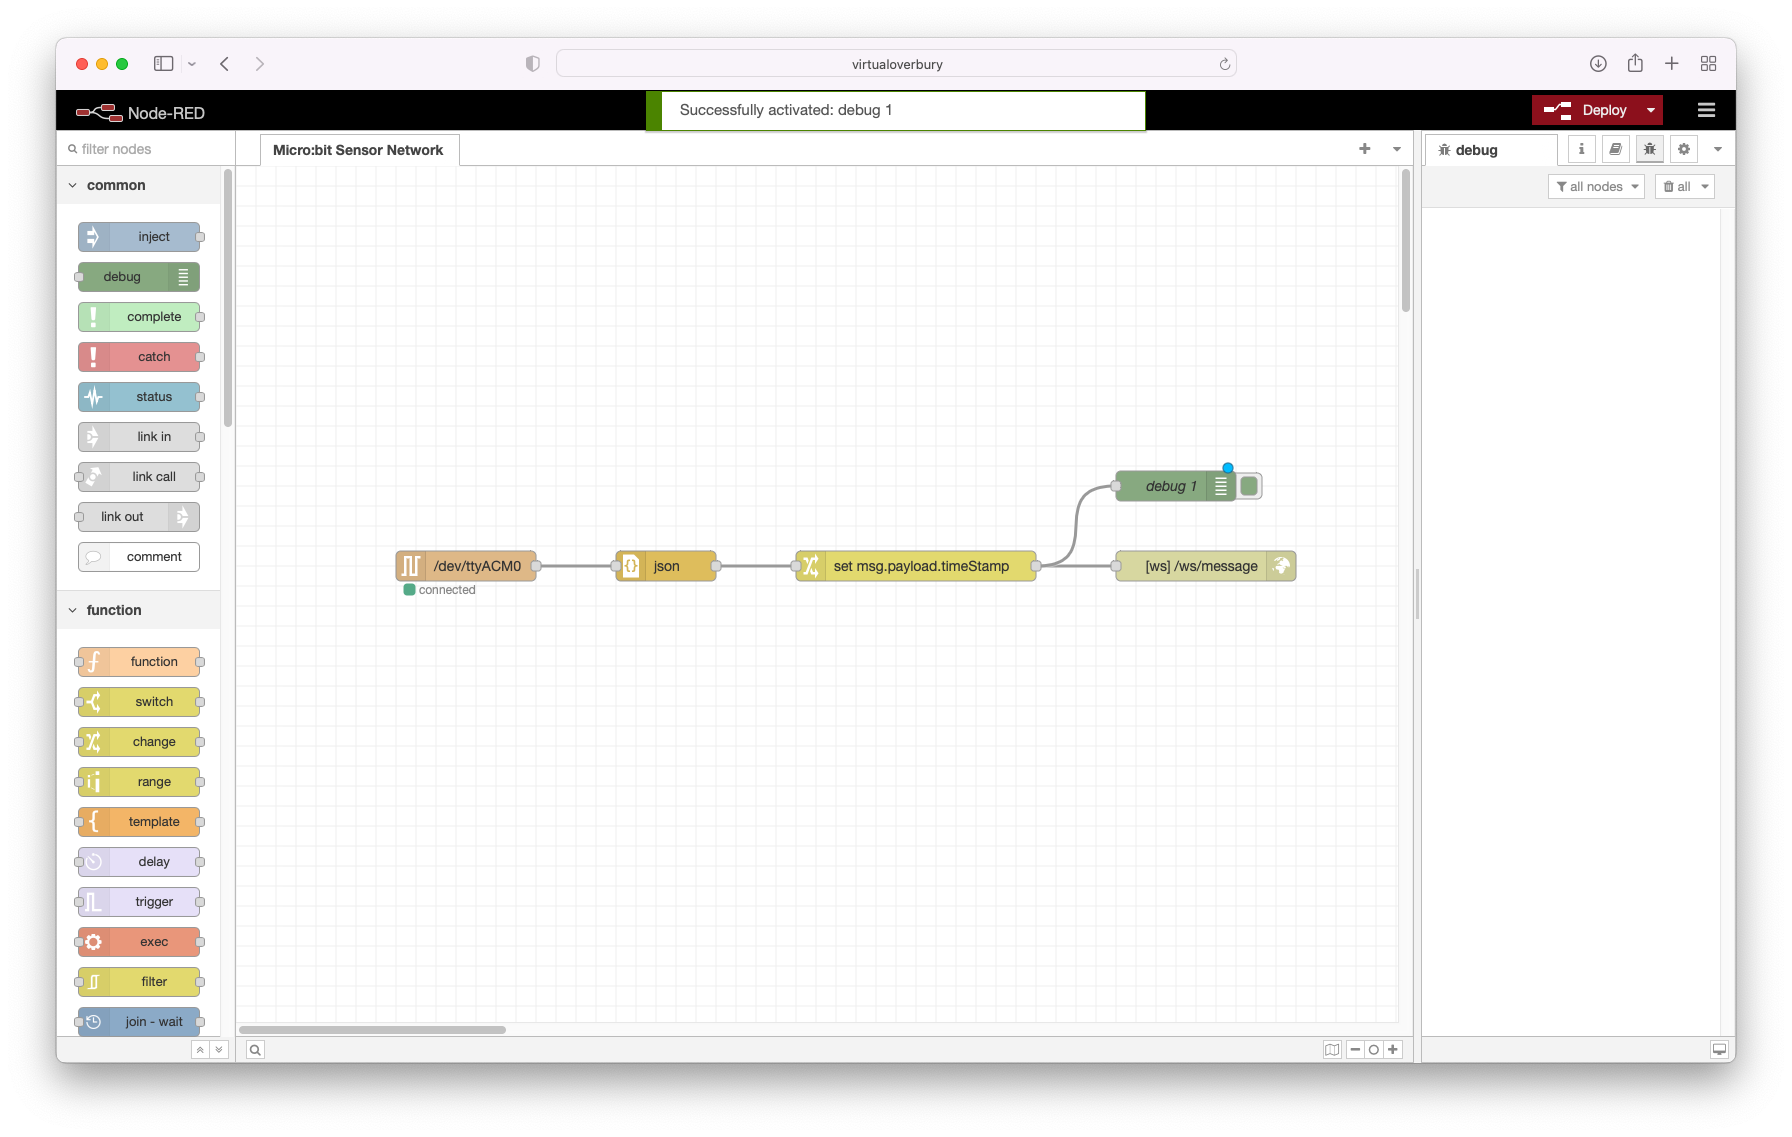 virtualoverbury
Node-RED
Successfully activated: debug 1
Deploy
filter nodes
Micro:bit Sensor Network
debug
i
all nodes
all
common
inject
debug
complete
catch
status
link in
link call
link out
comment
function
function
switch
change
range
template
delay
trigger
exec
filter
join - wait
debug 1
/dev/ttyACM0
connected
json
set msg.payload.timeStamp
[ws] /ws/message